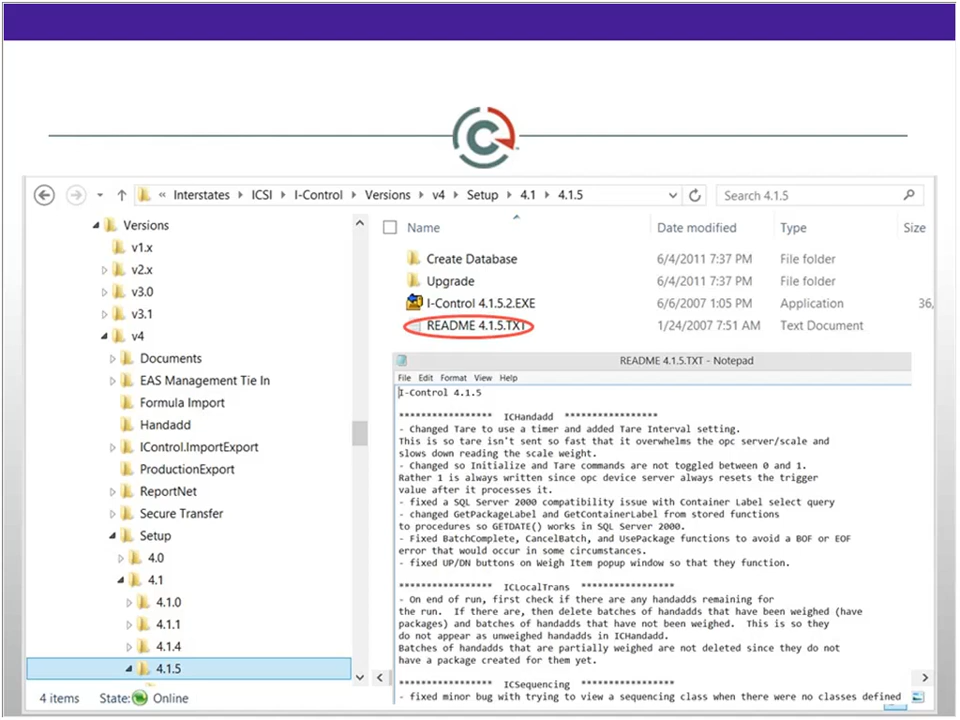 « Interstates ▸ ICSI ▸ I-Control ▸ Versions ▸ v4 ▸ Setup ▸ 4.1 ▸ 4.1.5
Search 4.1.5
Versions
v1.x
v2.x
v3.0
v3.1
v4
Documents
EAS Management Tie In
Formula Import
Handadd
IControl.ImportExport
ProductionExport
ReportNet
Secure Transfer
Setup
4.0
4.1
4.1.0
4.1.1
4.1.4
4.1.5
Name Date modified Type Size
Create Database 6/4/2011 7:37 PM File folder
Upgrade 6/4/2011 7:37 PM File folder
I-Control 4.1.5.2.EXE 6/6/2007 1:05 PM Application 36,
README 4.1.5.TXT 1/24/2007 7:51 AM Text Document
README 4.1.5.TXT - Notepad
File Edit Format View Help
I-Control 4.1.5
***************** ICHandadd *****************
- Changed Tare to use a timer and added Tare Interval setting.
This is so tare isn't sent so fast that it overwhelms the opc server/scale and
slows down reading the scale weight.
- Changed so Initialize and Tare commands are not toggled between 0 and 1.
Rather 1 is always written since opc device server always resets the trigger
value after it processes it.
- fixed a SQL Server 2000 compatibility issue with Container Label select query
- changed GetPackageLabel and GetContainerLabel from stored functions
to procedures so GETDATE() works in SQL Server 2000.
- Fixed BatchComplete, CancelBatch, and UsePackage functions to avoid a BOF or EOF
error that would occur in some circumstances.
- fixed UP/DN buttons on Weigh Item popup window so that they function.
***************** ICLocalTrans *****************
- On end of run, first check if there are any handadds remaining for
the run.  If there are, then delete batches of handadds that have been weighed (have
packages) and batches of handadds that have not been weighed.  This is so they
do not appear as unweighed handadds in ICHandadd.
Batches of handadds that are partially weighed are not deleted since they do not
have a package created for them yet.
***************** ICSequencing *****************
- fixed minor bug with trying to view a sequencing class when there were no classes defined
4 items State: Online